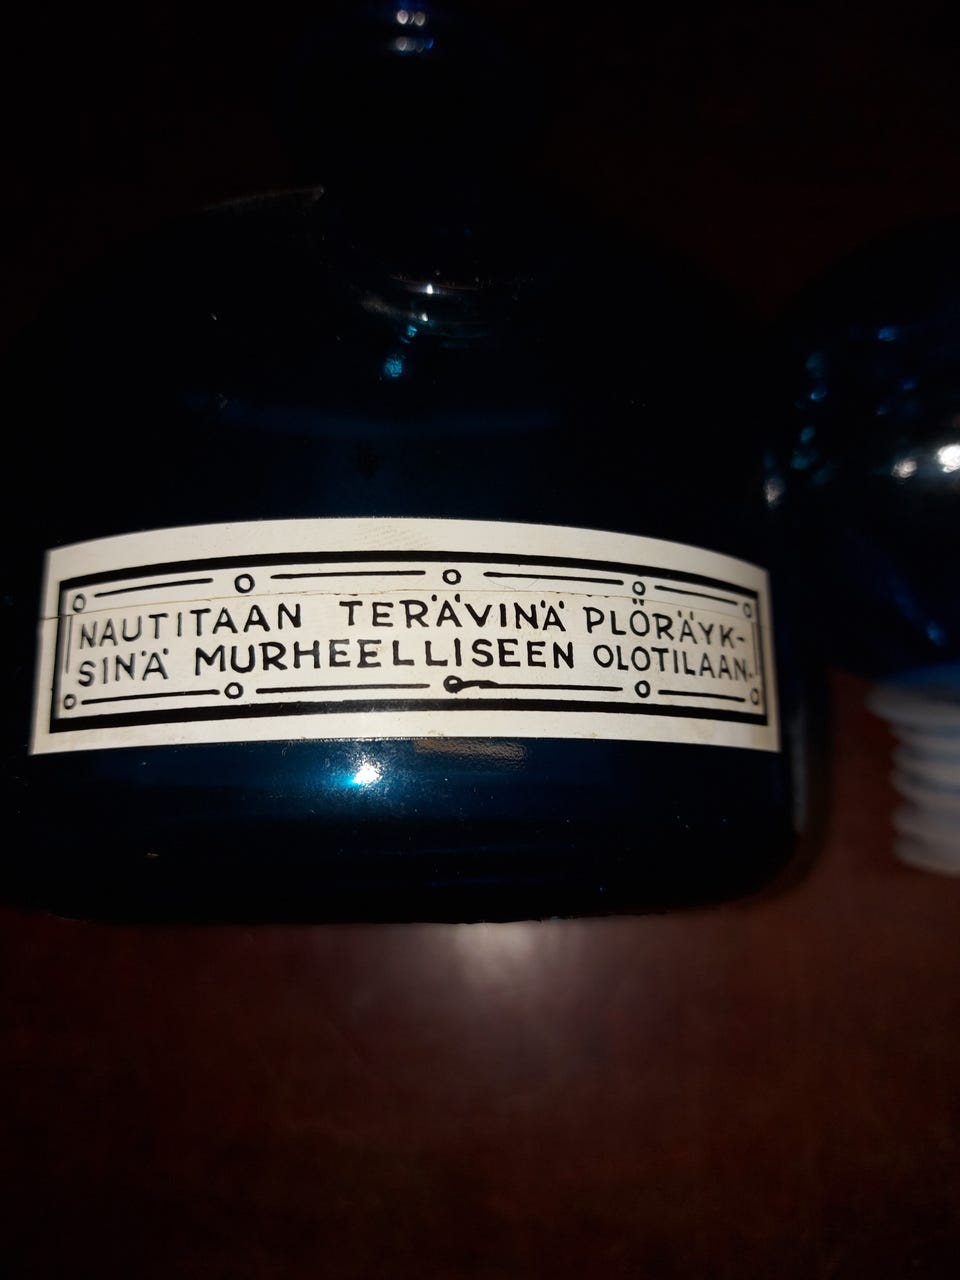 NAUTITAAN TERÄVINÄ PLÖRÄYK-
SINÄ MURHEELLISEEN OLOTILAAN.